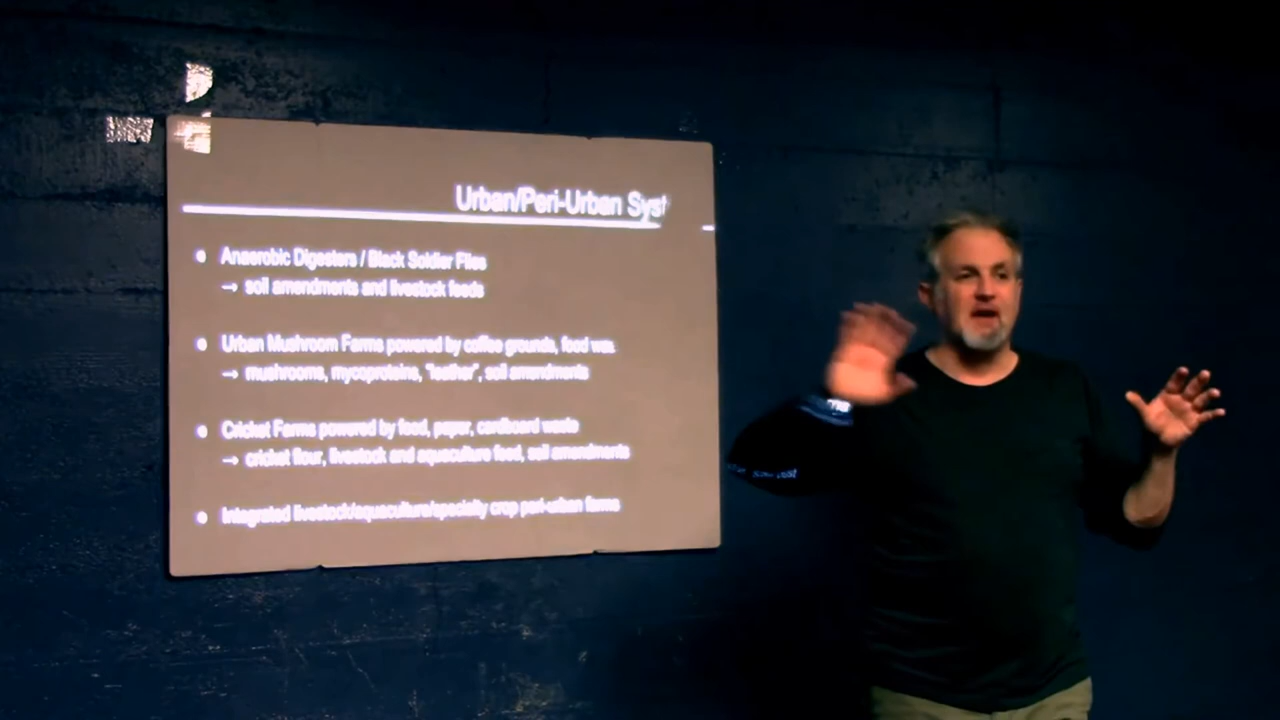 Urban/Peri-Urban Syst
Anaerobic Digesters / Black Soldier Flies
→ soil amendments and livestock feeds
Urban Mushroom Farms powered by coffee grounds, food was
→ mushrooms, mycoproteins, "leather", soil amendments
Cricket Farms powered by food, paper, cardboard waste
→ cricket flour, livestock and aquaculture feed, soil amendments
Integrated livestock/aquaculture/specialty crop peri-urban farms